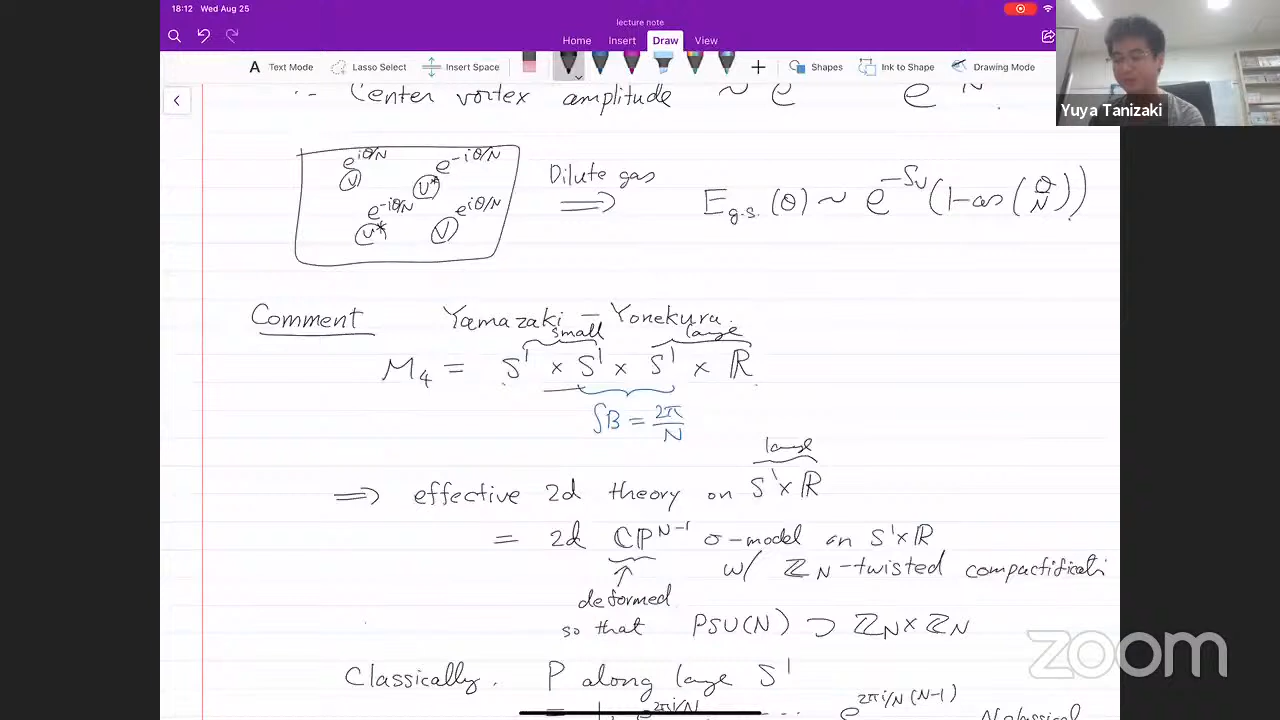 18:12 Wed Aug 25
lecture note
Home Insert Draw View
Text Mode Lasso Select Insert Space Shapes Ink to Shape Drawing Mode
Yuya Tanizaki
Center vortex amplitude ~ e e N
e^{iθ/N} e^{-iθ/N}
V V*
e^{-iθ/N} e^{iθ/N}
V* V
Dilute gas
⟹ E_{g.s.}(θ) ~ e^{-S_V}(1-cos(θ/N))
Comment Yamazaki - Yonekura.
small large
M_4 = S^1 × S^1 × S^1 × ℝ
∫B = 2π/N
large
⟹ effective 2d theory on S^1 × ℝ
= 2d ℂP^{N-1} σ-model on S^1 × ℝ
w/ ℤ_N-twisted compactificati
deformed
so that PSU(N) ⊃ ℤ_N × ℤ_N
zoom
Classically. P along large S^1
= 1, e^{2πi/N} ... e^{2πi/N (N-1)} N classical